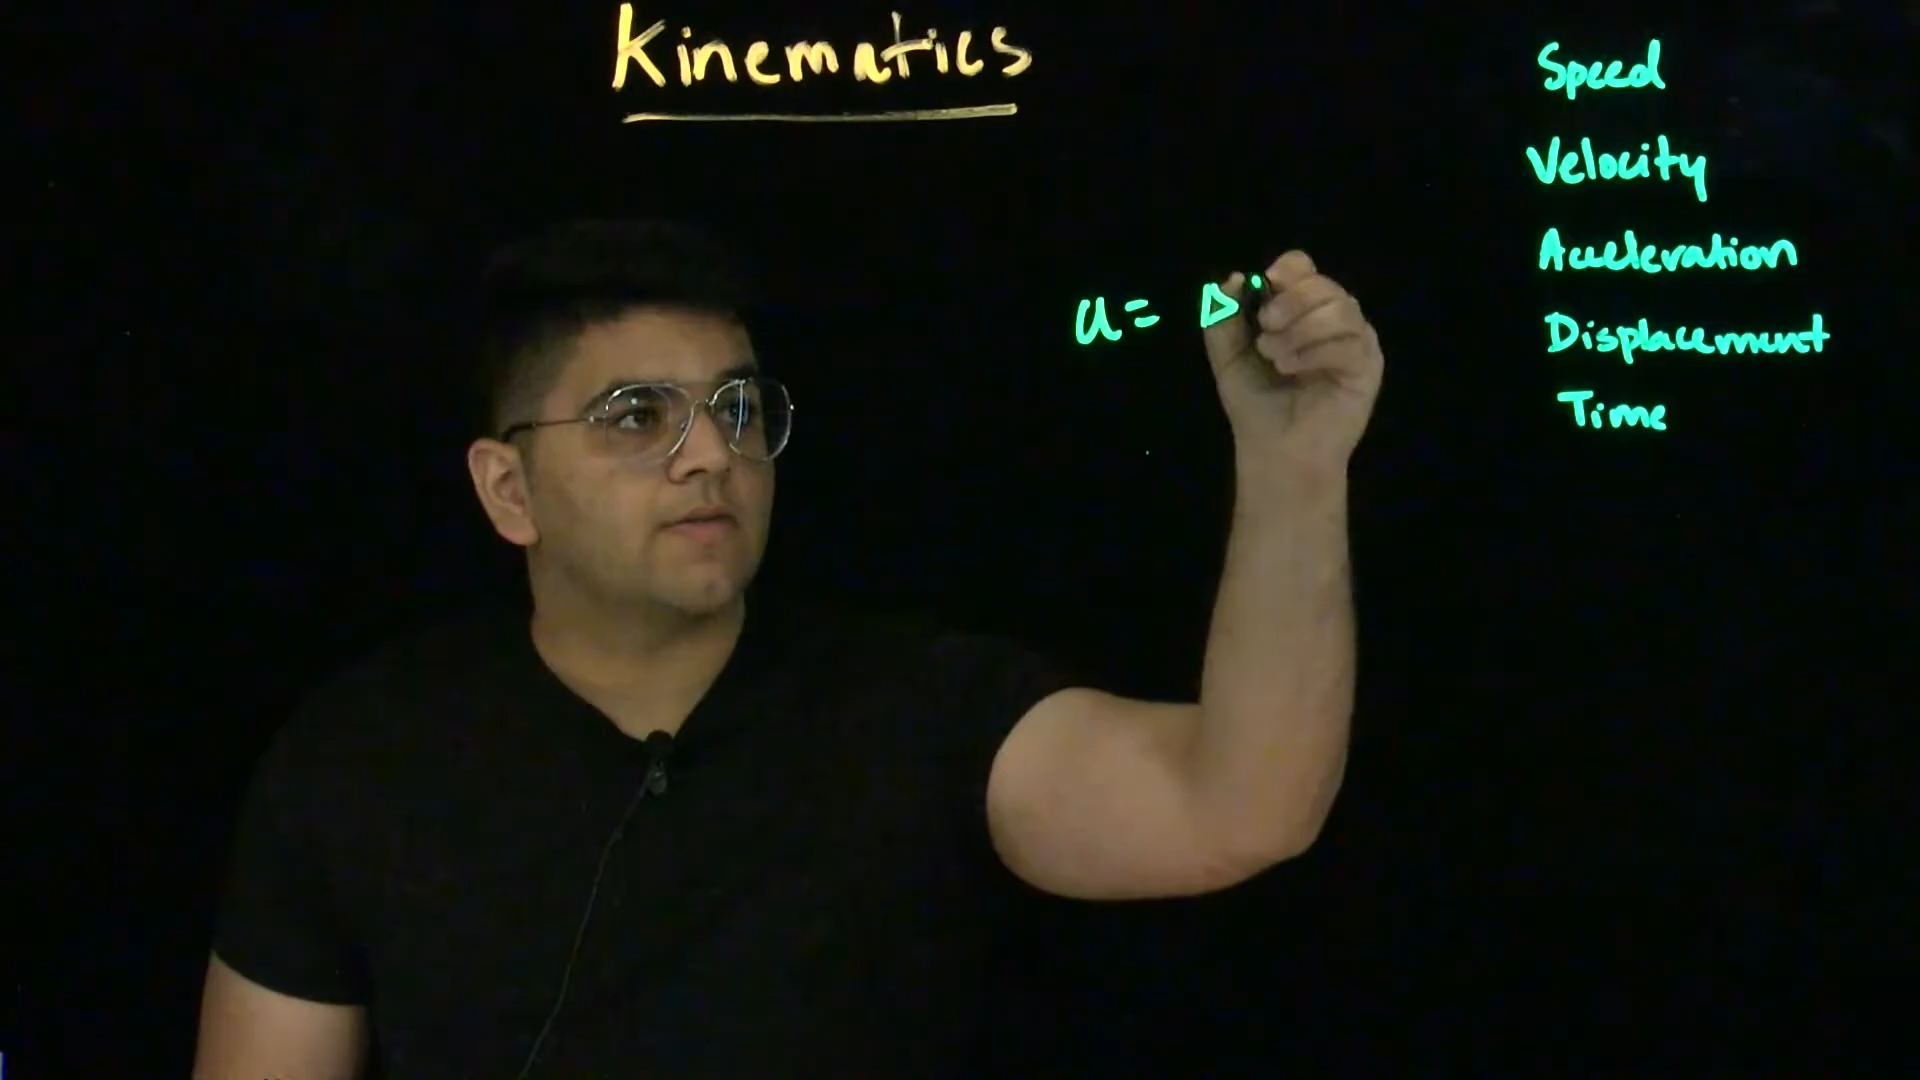 Kinematics
Speed
Velocity
Acceleration
Displacement
Time
a = Δ